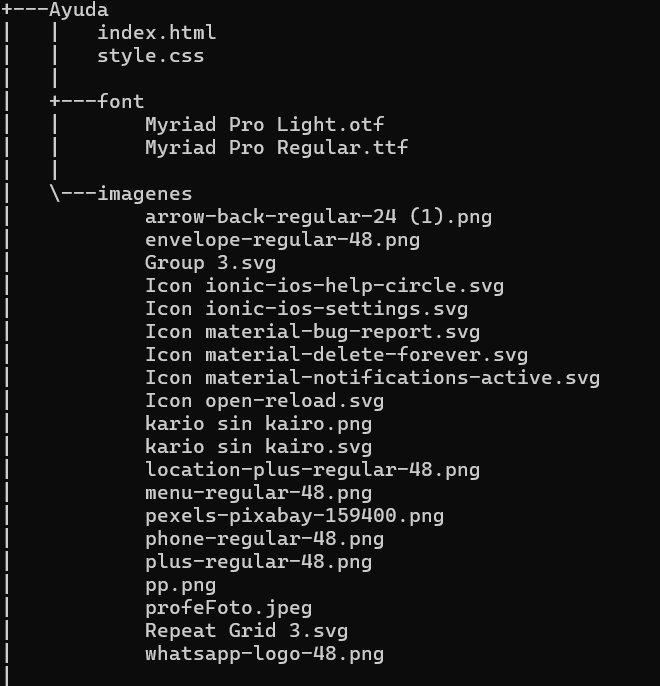 +---Ayuda
|   |   index.html
|   |   style.css
|   |
|   +---font
|   |       Myriad Pro Light.otf
|   |       Myriad Pro Regular.ttf
|   |
|   \---imagenes
|           arrow-back-regular-24 (1).png
|           envelope-regular-48.png
|           Group 3.svg
|           Icon ionic-ios-help-circle.svg
|           Icon ionic-ios-settings.svg
|           Icon material-bug-report.svg
|           Icon material-delete-forever.svg
|           Icon material-notifications-active.svg
|           Icon open-reload.svg
|           kario sin kairo.png
|           kario sin kairo.svg
|           location-plus-regular-48.png
|           menu-regular-48.png
|           pexels-pixabay-159400.png
|           phone-regular-48.png
|           plus-regular-48.png
|           pp.png
|           profeFoto.jpeg
|           Repeat Grid 3.svg
|           whatsapp-logo-48.png
|